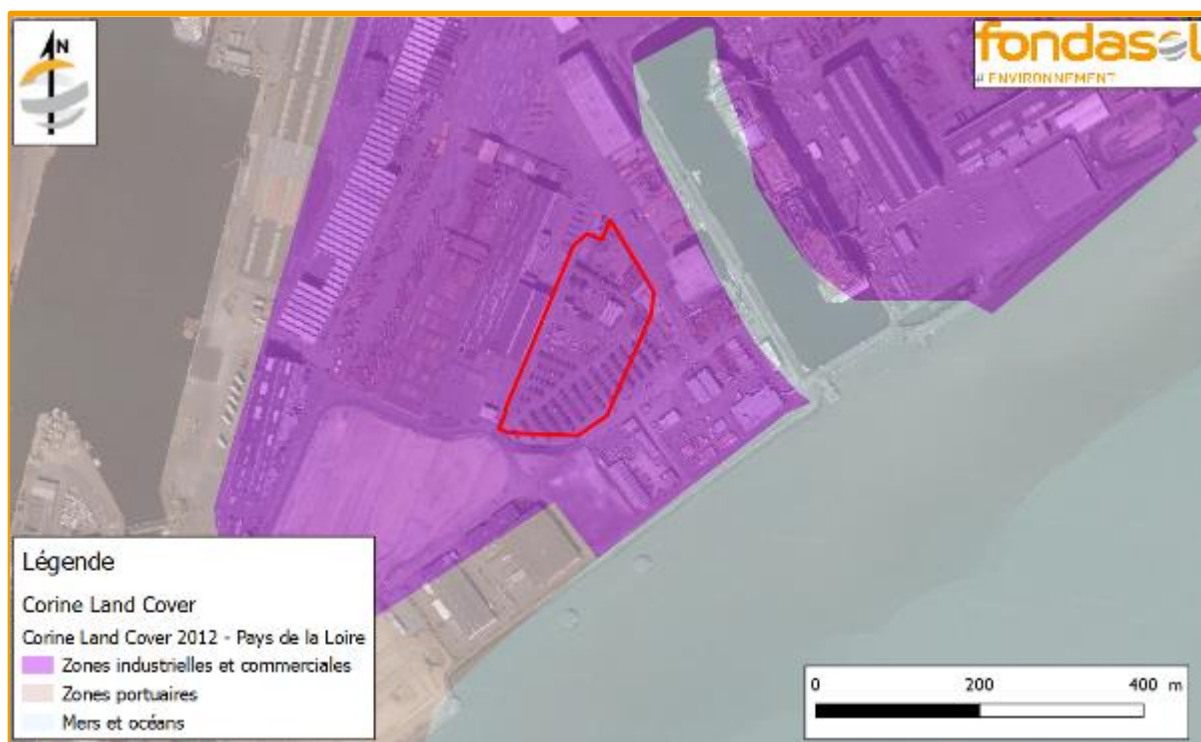 N
fondasol
# ENVIRONNEMENT
Légende
Corine Land Cover
Corine Land Cover 2012 - Pays de la Loire
Zones industrielles et commerciales
Zones portuaires
Mers et océans
0 200 400 m